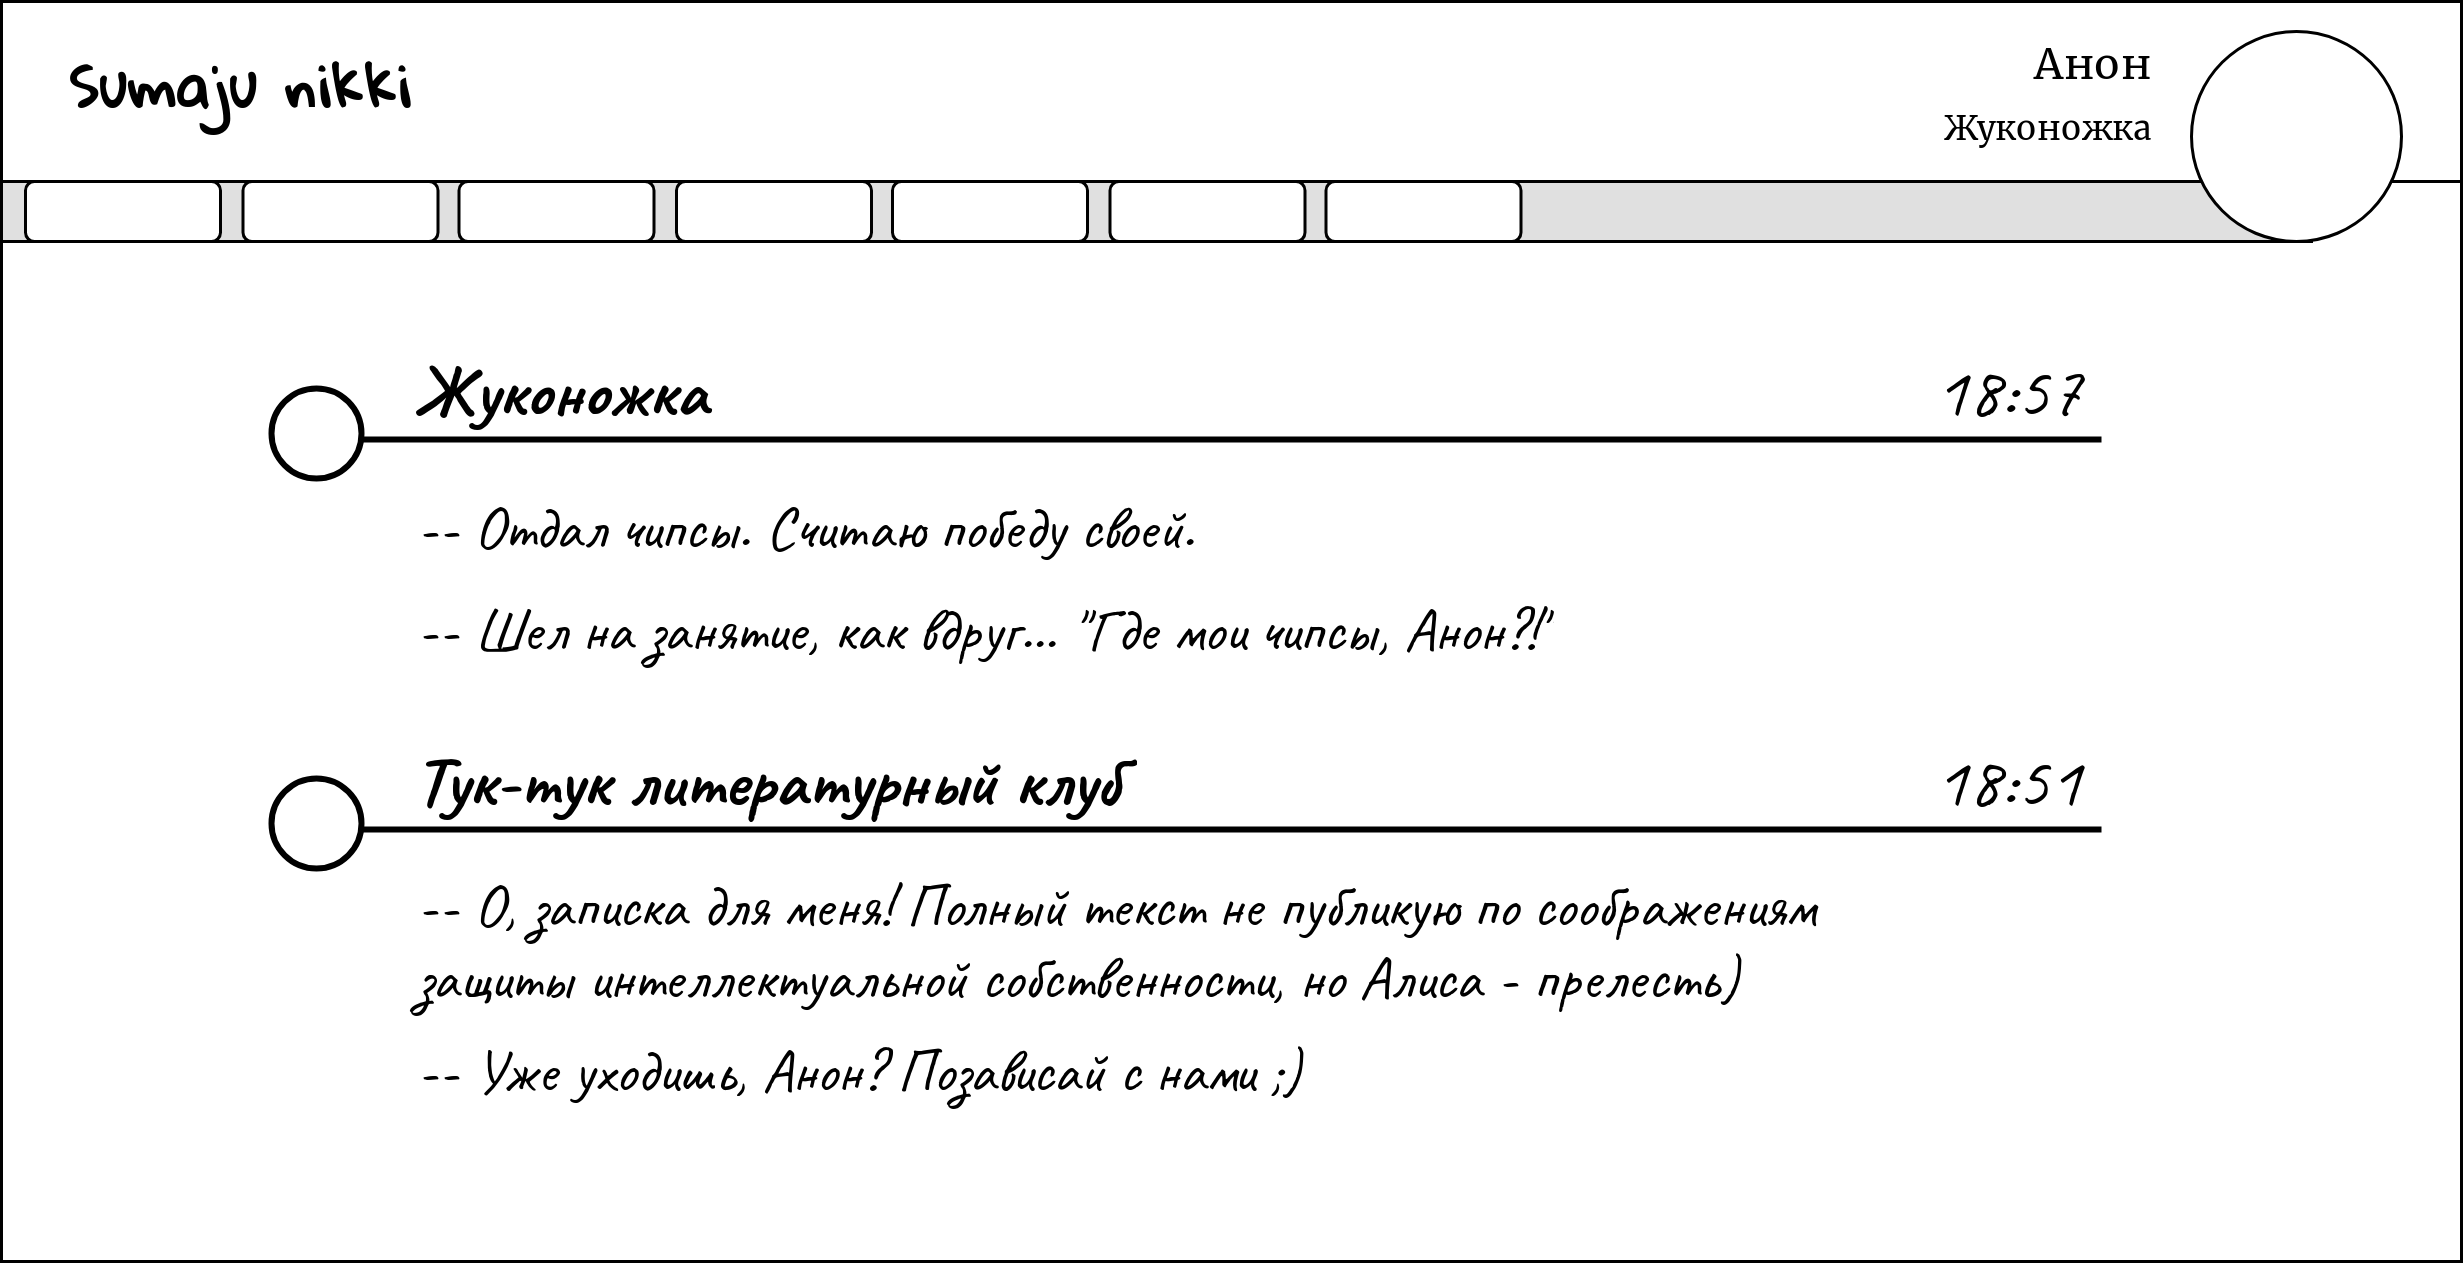 Sumaju nikki
Анон
Жуконожка
Жуконожка 18:57
-- Отдал чипсы. Считаю победу своей.
-- Шел на занятие, как вдруг... "Где мои чипсы, Анон?!"
Тук-тук литературный клуб 18:51
-- О, записка для меня! Полный текст не публикую по соображениям
защиты интеллектуальной собственности, но Алиса - прелесть)
-- Уже уходишь, Анон? Позависай с нами ;)